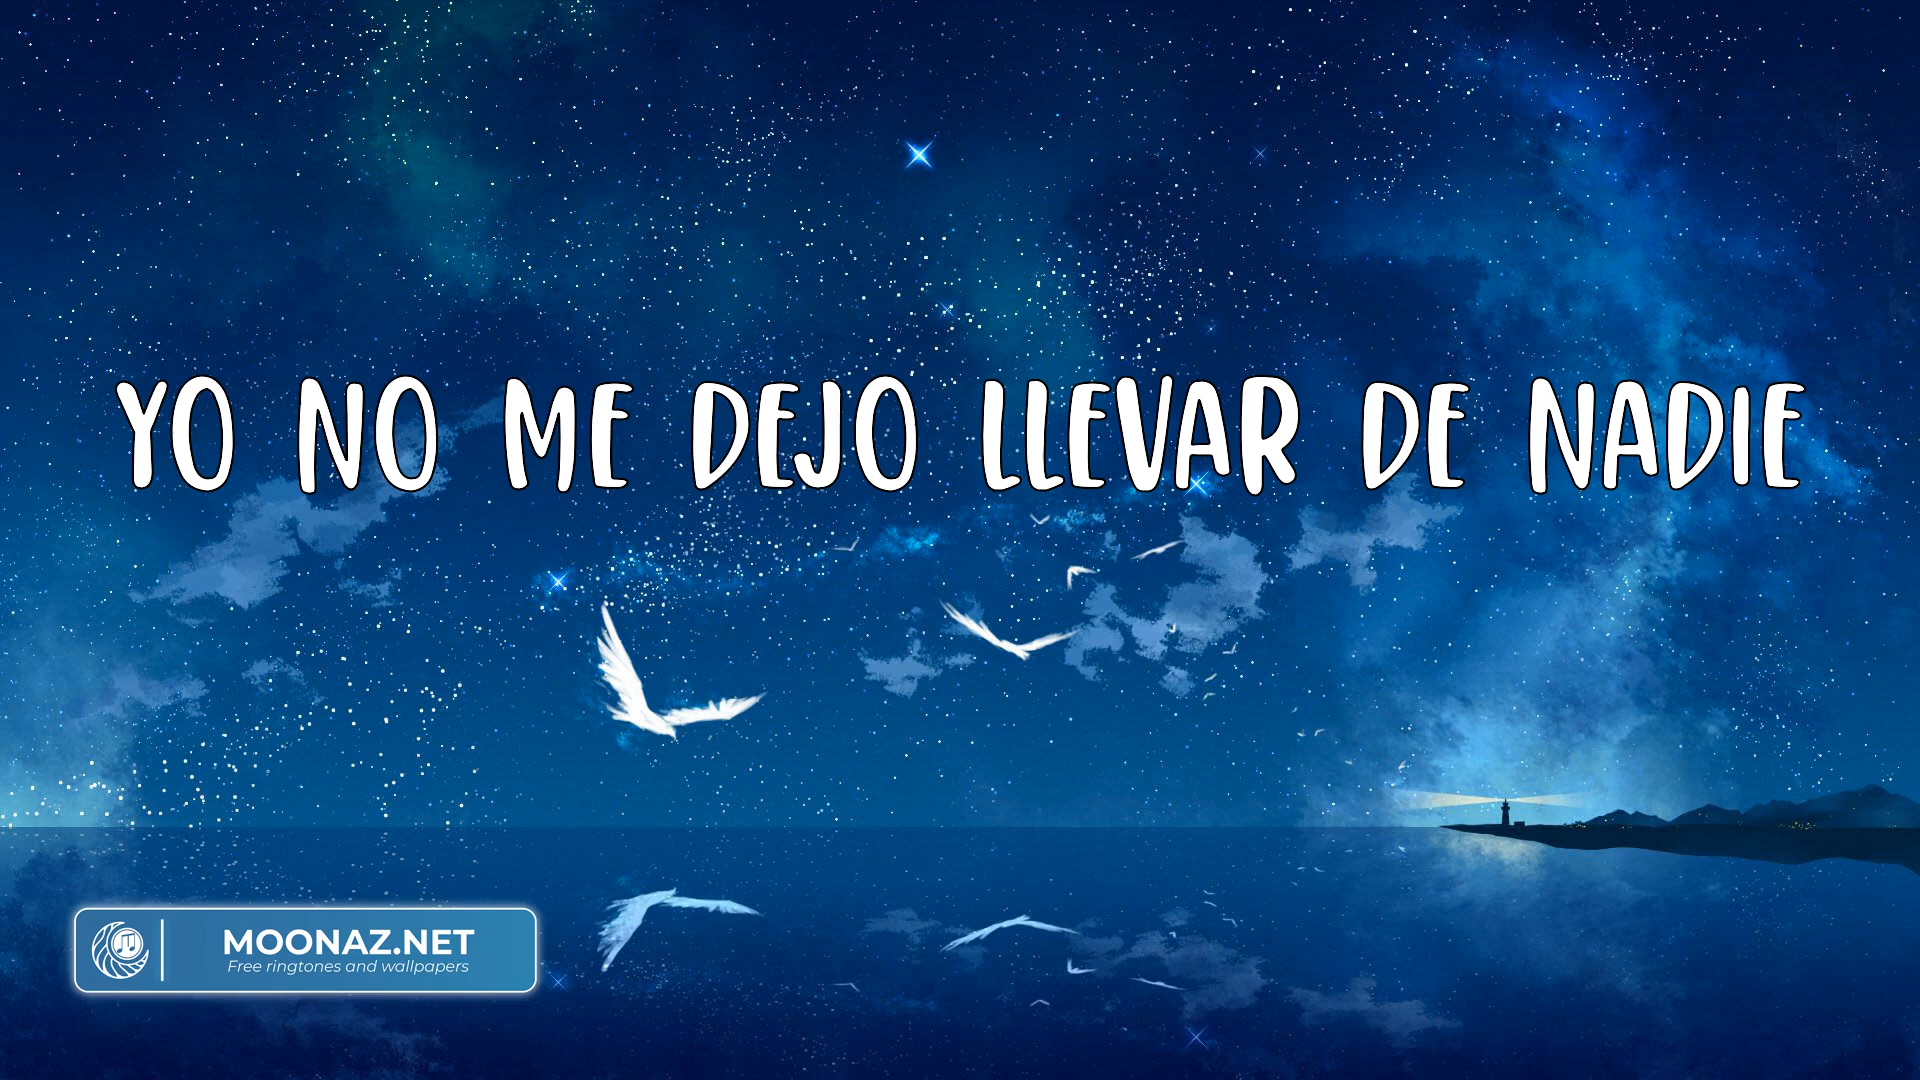 YO NO ME DEJO LLEVAR DE NADIE
MOONAZ.NET
Free ringtones and wallpapers